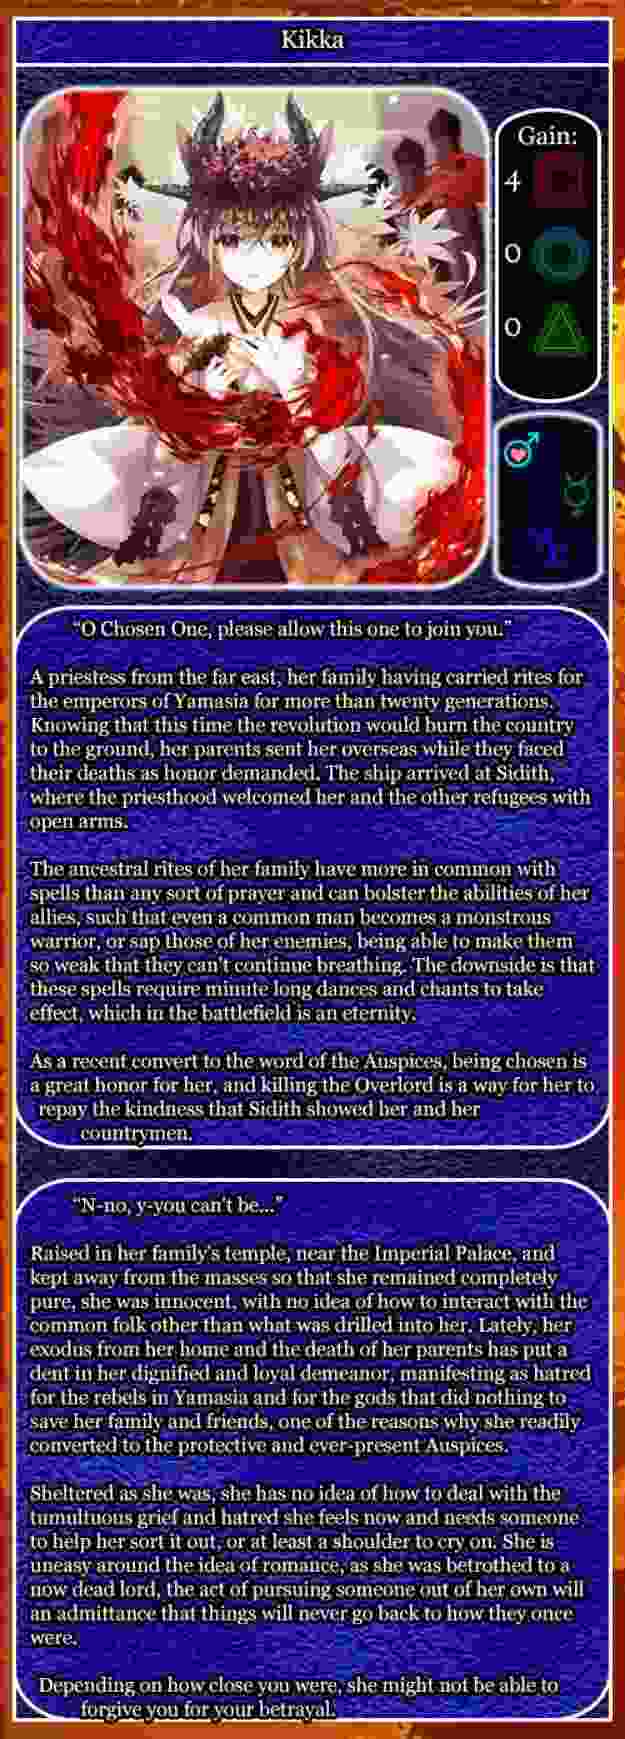 Kikka
Gain:
4
0
0
“O Chosen One, please allow this one to join you.”
A priestess from the far east, her family having carried rites for
the emperors of Yamasia for more than twenty generations.
Knowing that this time the revolution would burn the country
to the ground, her parents sent her overseas while they faced
their deaths as honor demanded. The ship arrived at Sidith,
where the priesthood welcomed her and the other refugees with
open arms.
The ancestral rites of her family have more in common with
spells than any sort of prayer and can bolster the abilities of her
allies, such that even a common man becomes a monstrous
warrior, or sap those of her enemies, being able to make them
so weak that they can't continue breathing. The downside is that
these spells require minute long dances and chants to take
effect, which in the battlefield is an eternity.
As a recent convert to the word of the Auspices, being chosen is
a great honor for her, and killing the Overlord is a way for her to
repay the kindness that Sidith showed her and her
countrymen.
“N-no, y-you can't be...”
Raised in her family's temple, near the Imperial Palace, and
kept away from the masses so that she remained completely
pure, she was innocent, with no idea of how to interact with the
common folk other than what was drilled into her. Lately, her
exodus from her home and the death of her parents has put a
dent in her dignified and loyal demeanor, manifesting as hatred
for the rebels in Yamasia and for the gods that did nothing to
save her family and friends, one of the reasons why she readily
converted to the protective and ever-present Auspices.
Sheltered as she was, she has no idea of how to deal with the
tumultuous grief and hatred she feels now and needs someone
to help her sort it out, or at least a shoulder to cry on. She is
uneasy around the idea of romance, as she was betrothed to a
now dead lord, the act of pursuing someone out of her own will
an admittance that things will never go back to how they once
were.
Depending on how close you were, she might not be able to
forgive you for your betrayal.